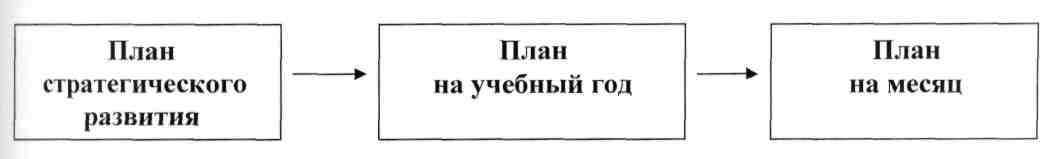 План
стратегического
развития
План
на учебный год
План
на месяц